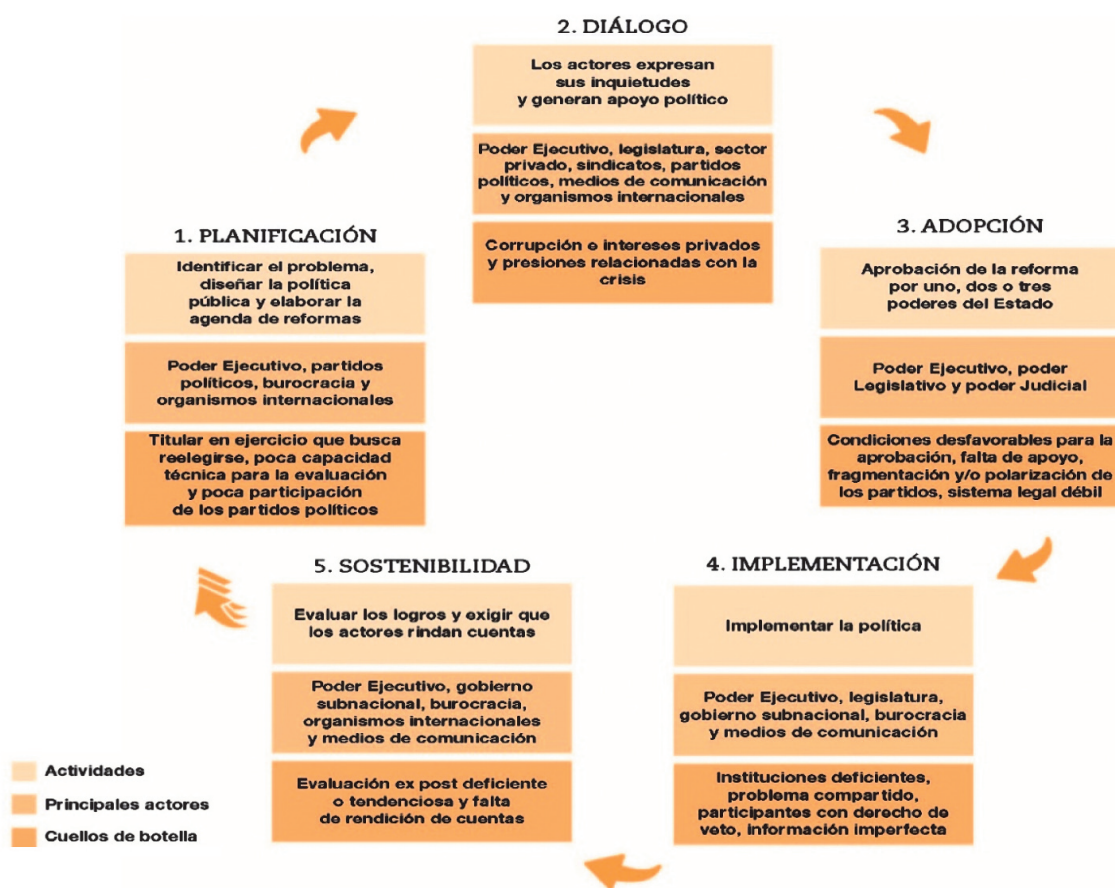 2. DIÁLOGO
Los actores expresan
sus inquietudes
y generan apoyo político
Poder Ejecutivo, legislatura, sector
privado, sindicatos, partidos
políticos, medios de comunicación
y organismos internacionales
Corrupción e intereses privados
y presiones relacionadas con la
crisis
1. PLANIFICACIÓN
Identificar el problema,
diseñar la política
pública y elaborar la
agenda de reformas
Poder Ejecutivo, partidos
políticos, burocracia y
organismos internacionales
Titular en ejercicio que busca
reelegirse, poca capacidad
técnica para la evaluación
y poca participación
de los partidos políticos
3. ADOPCIÓN
Aprobación de la reforma
por uno, dos o tres
poderes del Estado
Poder Ejecutivo, poder
Legislativo y poder Judicial
Condiciones desfavorables para la
aprobación, falta de apoyo,
fragmentación y/o polarización de
los partidos, sistema legal débil
5. SOSTENIBILIDAD
Evaluar los logros y exigir que
los actores rindan cuentas
Poder Ejecutivo, gobierno
subnacional, burocracia,
organismos internacionales
y medios de comunicación
Evaluación ex post deficiente
o tendenciosa y falta
de rendición de cuentas
4. IMPLEMENTACIÓN
Implementar la política
Poder Ejecutivo, legislatura,
gobierno subnacional, burocracia
y medios de comunicación
Instituciones deficientes,
problema compartido,
participantes con derecho de
veto, información imperfecta
Actividades
Principales actores
Cuellos de botella